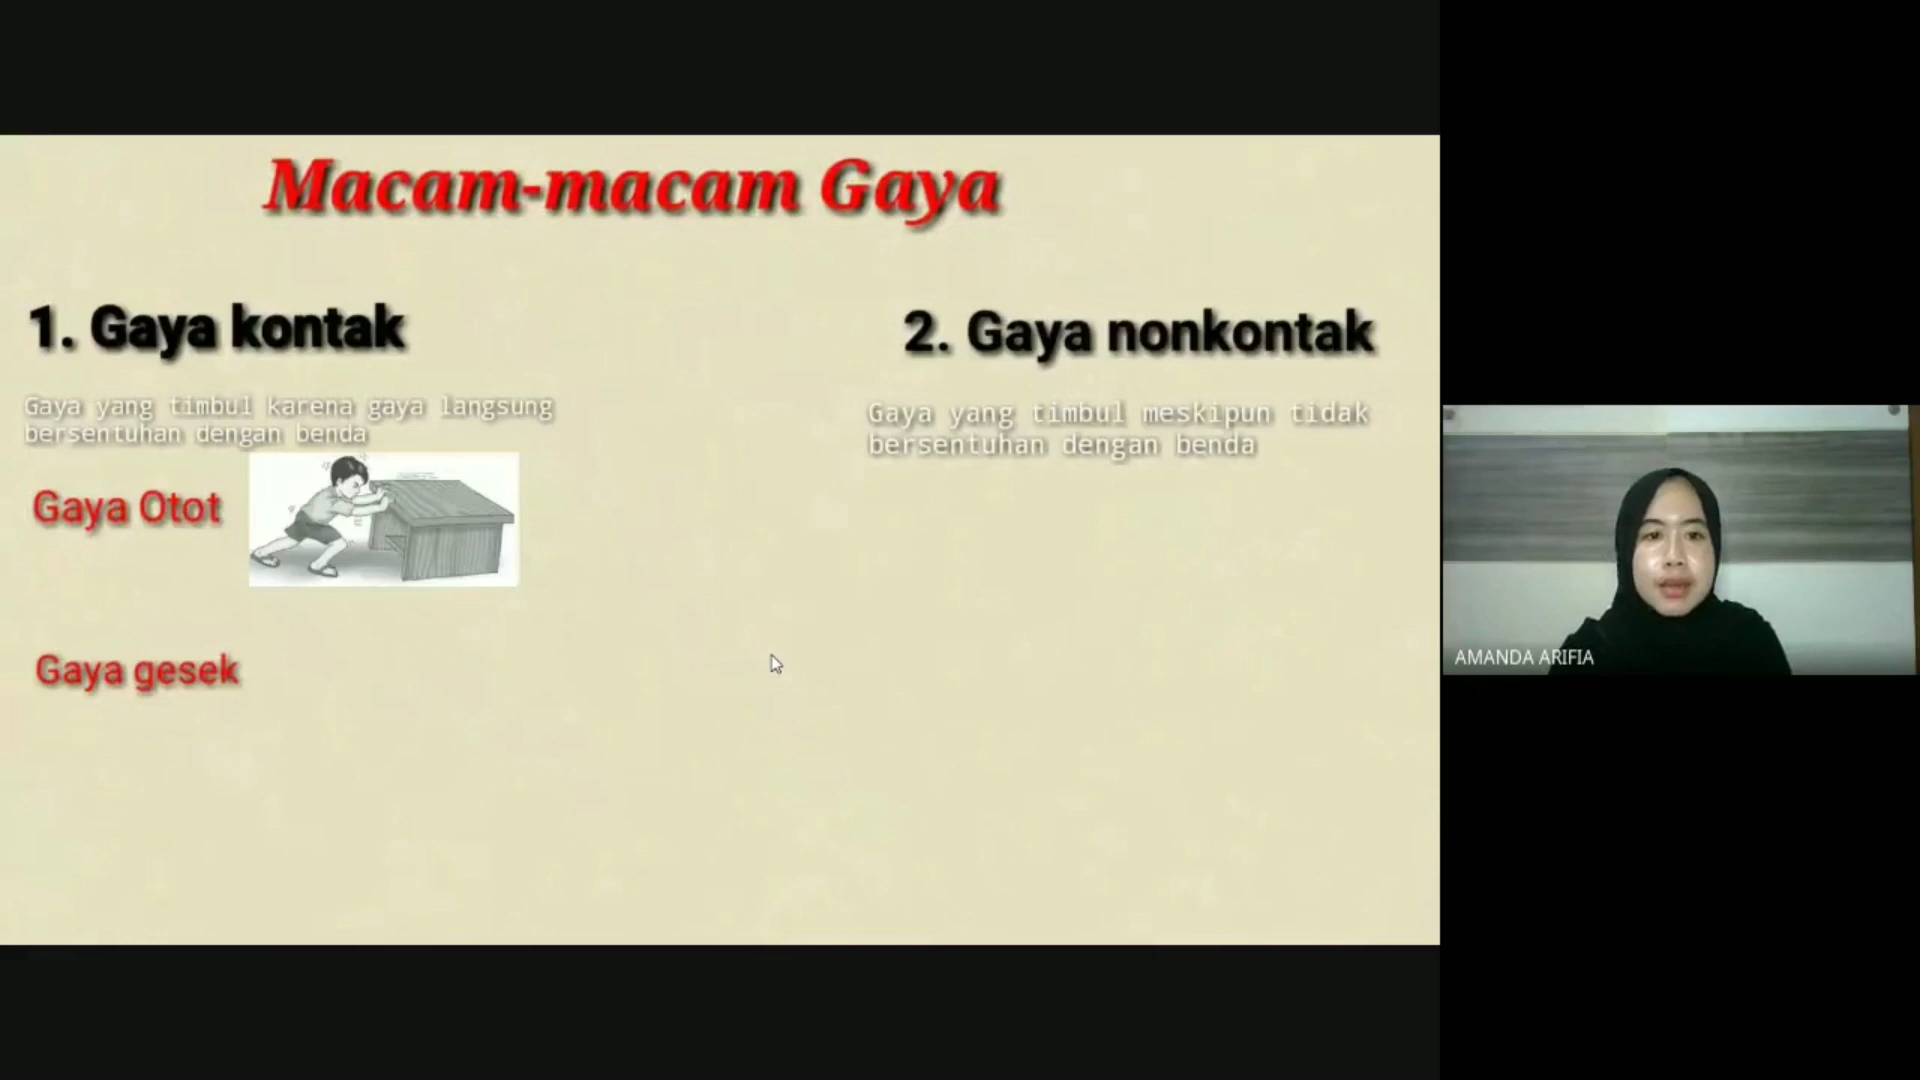 Macam-macam Gaya
1. Gaya kontak
Gaya yang timbul karena gaya langsung
bersentuhan dengan benda
Gaya Otot
Gaya gesek
2. Gaya nonkontak
Gaya yang timbul meskipun tidak
bersentuhan dengan benda
AMANDA ARIFIA